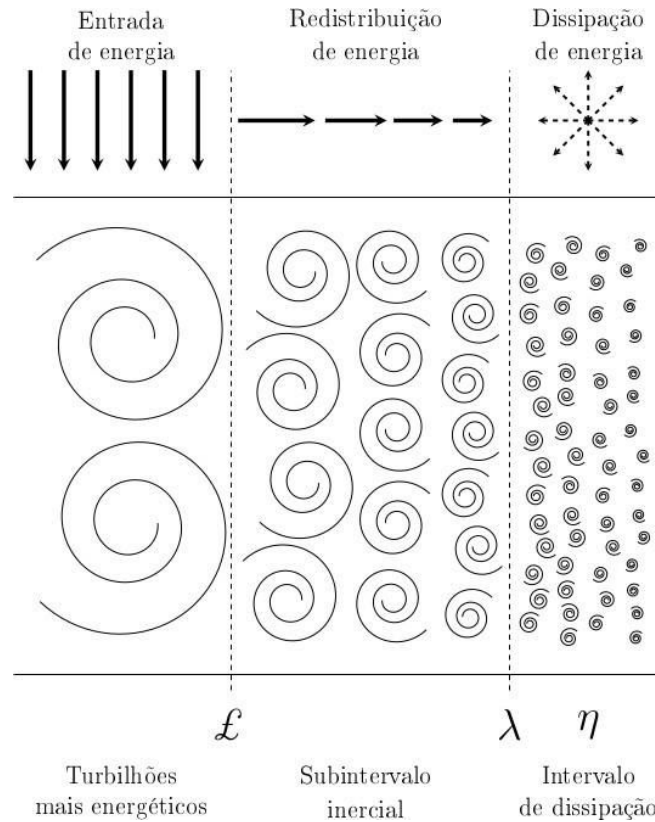 Entrada
de energia
Redistribuição
de energia
Dissipação
de energia
£
λ
η
Turbilhões
mais energéticos
Subintervalo
inercial
Intervalo
de dissipação